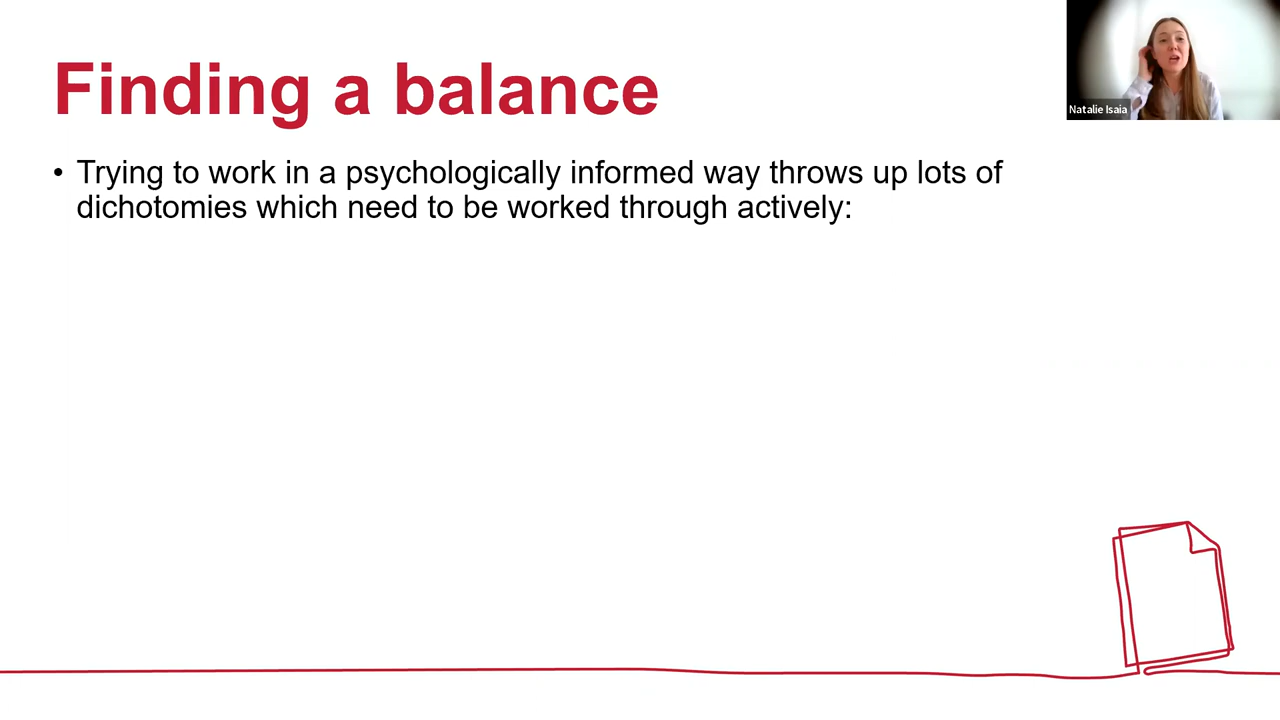 Finding a balance
Natalie Isaia
• Trying to work in a psychologically informed way throws up lots of
dichotomies which need to be worked through actively: